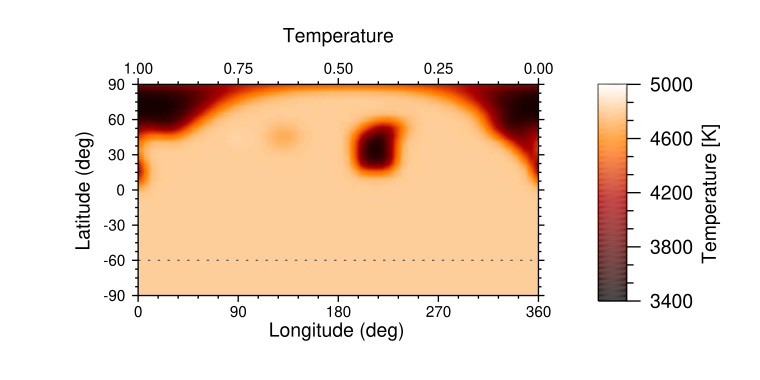 Temperature
1.00 0.75 0.50 0.25 0.00
90
60
30
0
-30
-60
-90
Latitude (deg)
0 90 180 270 360
Longitude (deg)
5000
4600
4200
3800
3400
Temperature [K]